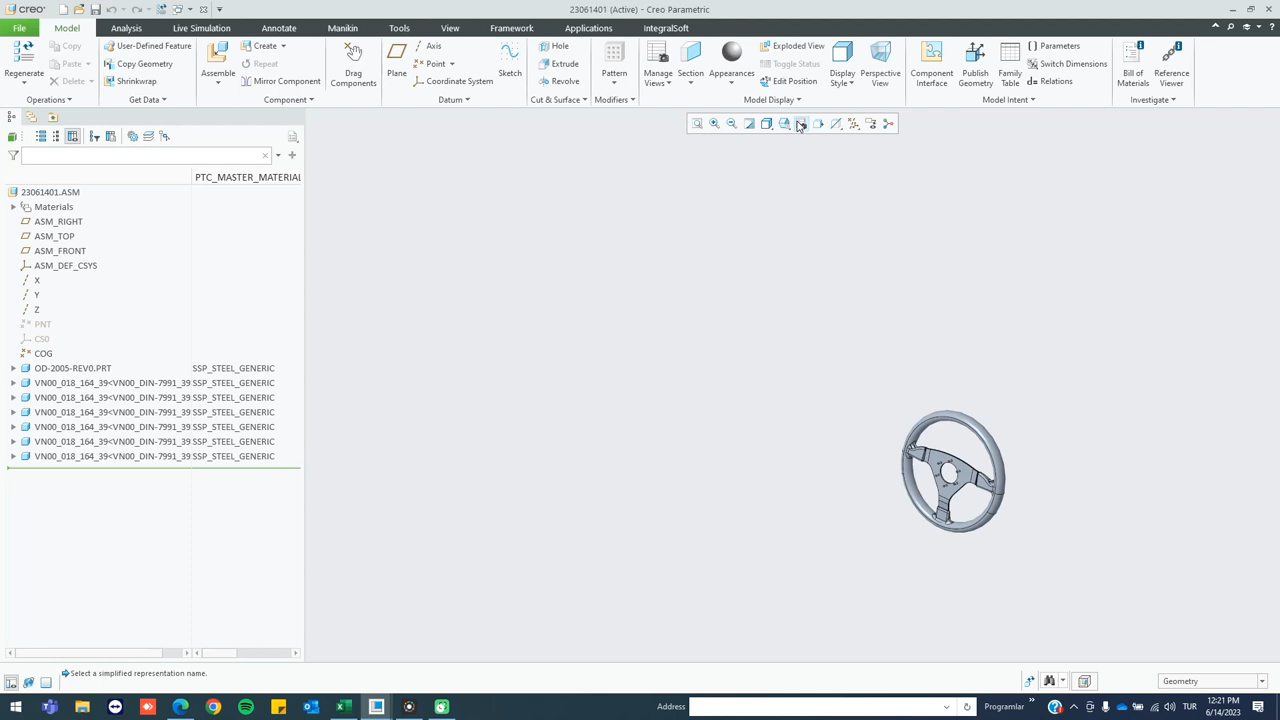 creo
23061401 (Active) - Creo Parametric
File Model Analysis Live Simulation Annotate Manikin Tools View Framework Applications IntegralSoft
Regenerate
Copy
Paste
Delete
Operations
User-Defined Feature
Copy Geometry
Shrinkwrap
Get Data
Assemble
Create
Repeat
Mirror Component
Component
Drag
Components
Plane
Axis
Point
Coordinate System
Sketch
Datum
Hole
Extrude
Revolve
Cut & Surface
Pattern
Modifiers
Manage
Views
Section
Appearances
Exploded View
Toggle Status
Edit Position
Display
Style
Perspective
View
Model Display
Component
Interface
Publish
Geometry
Family
Table
Parameters
Switch Dimensions
Relations
Model Intent
Bill of
Materials
Reference
Viewer
Investigate
PTC_MASTER_MATERIAL
23061401.ASM
Materials
ASM_RIGHT
ASM_TOP
ASM_FRONT
ASM_DEF_CSYS
X
Y
Z
PNT
CS0
COG
OD-2005-REV0.PRT SSP_STEEL_GENERIC
VN00_018_164_39<VN00_DIN-7991_39 SSP_STEEL_GENERIC
VN00_018_164_39<VN00_DIN-7991_39 SSP_STEEL_GENERIC
VN00_018_164_39<VN00_DIN-7991_39 SSP_STEEL_GENERIC
VN00_018_164_39<VN00_DIN-7991_39 SSP_STEEL_GENERIC
VN00_018_164_39<VN00_DIN-7991_39 SSP_STEEL_GENERIC
VN00_018_164_39<VN00_DIN-7991_39 SSP_STEEL_GENERIC
Select a simplified representation name.
Geometry
Address
Programlar
TUR
12:21 PM
6/14/2023